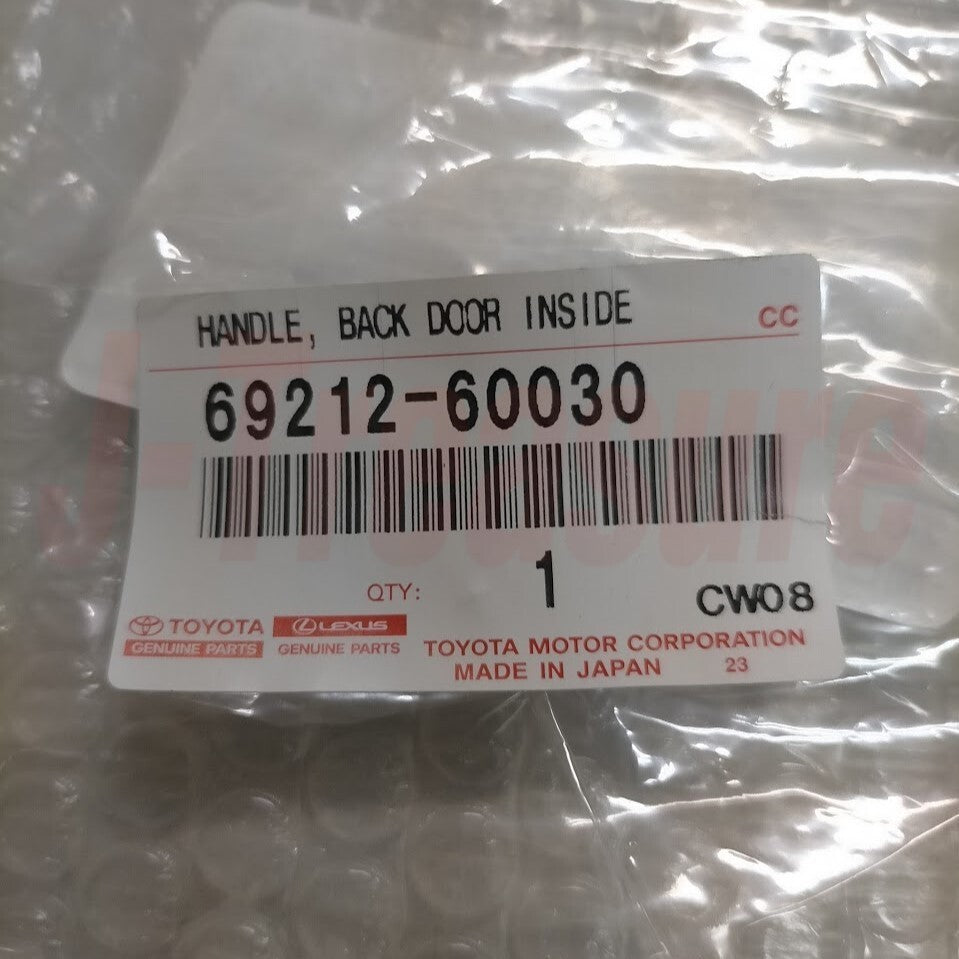 HANDLE, BACK DOOR INSIDE CC
69212-60030
QTY: 1 CW08
TOYOTA LEXUS
GENUINE PARTS GENUINE PARTS
TOYOTA MOTOR CORPORATION
MADE IN JAPAN 23
J-Treasure